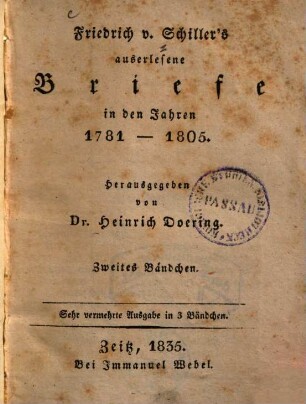 Friedrich v. Schiller's
auserlesene
Briefe
in den Jahren
1781 — 1805.
Herausgegeben
von
Dr. Heinrich Doering.
PASSAU
Zweites Bändchen.
Sehr vermehrte Ausgabe in 3 Bändchen.
Zeitz, 1835.
Bei Immanuel Webel.